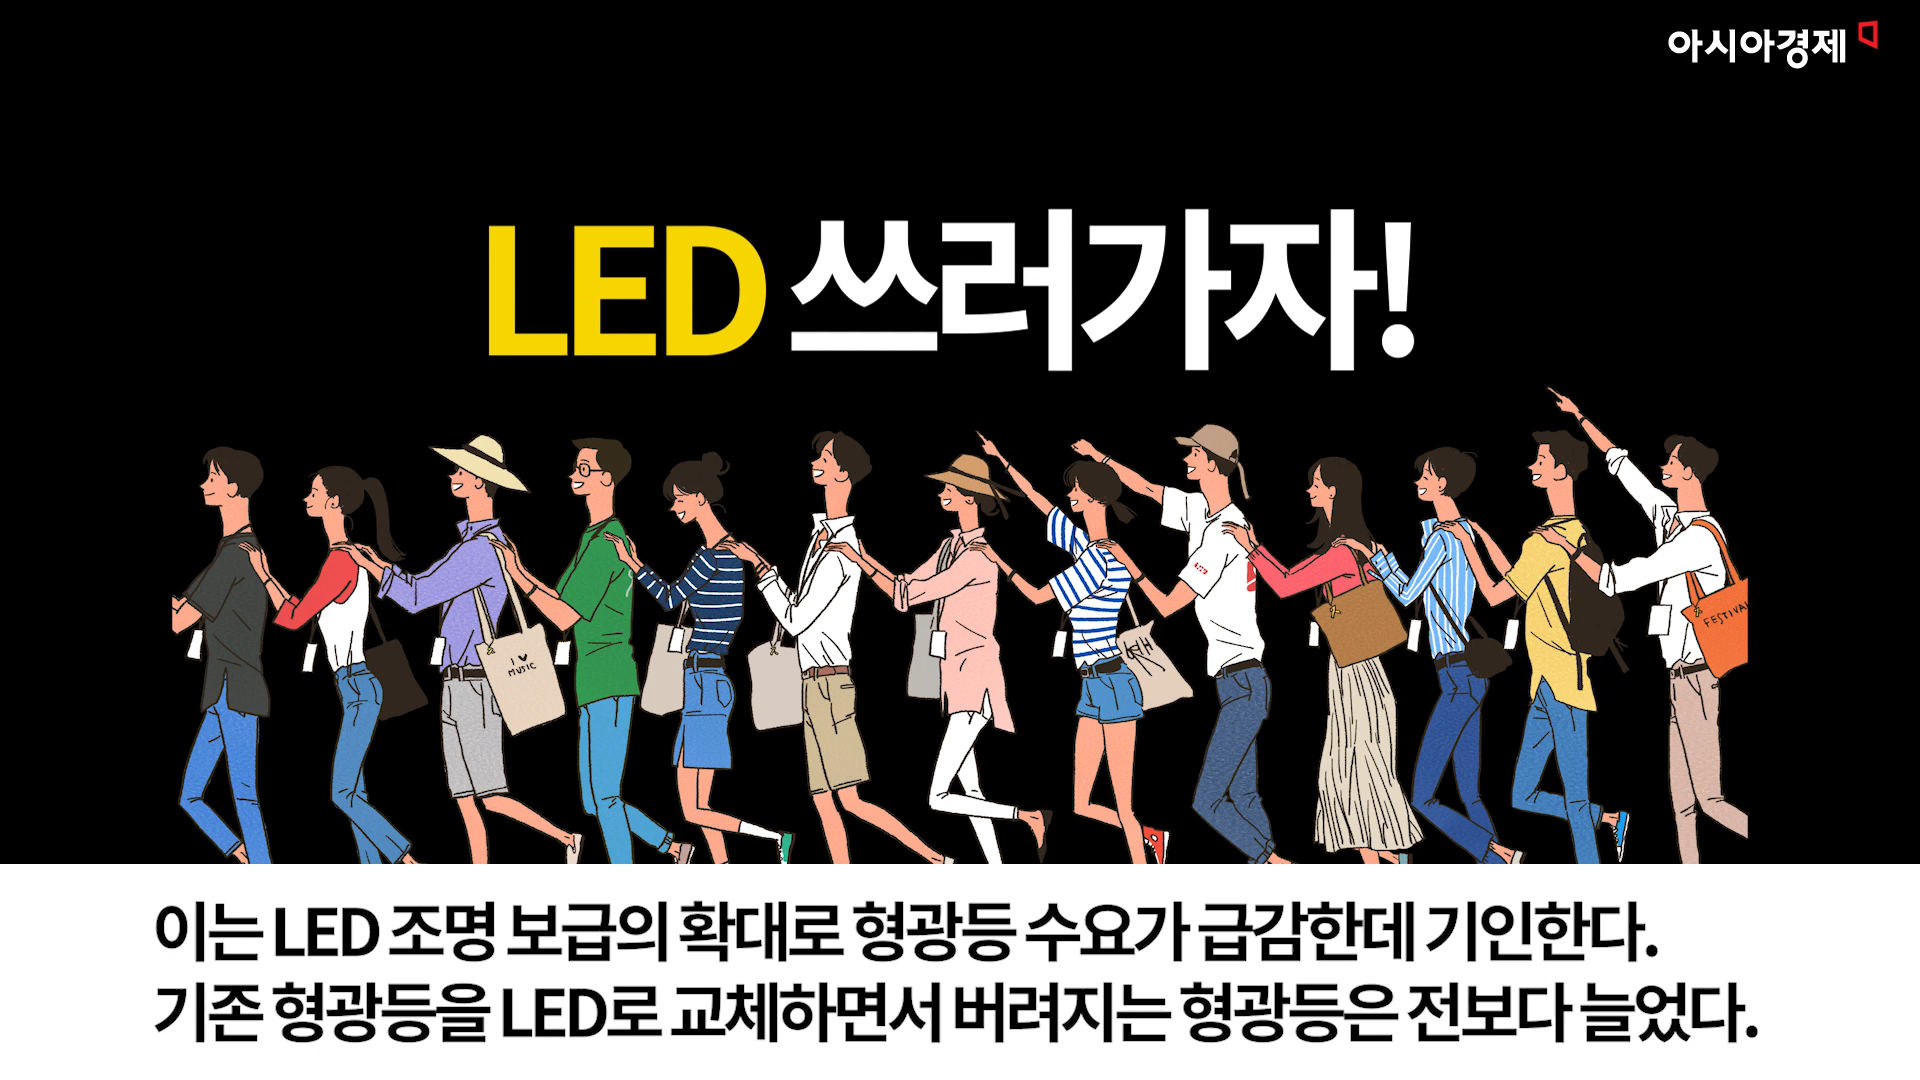 아시아경제
LED 쓰러가자!
I ♥
MUSIC
FESTIVAL
이는 LED 조명 보급의 확대로 형광등 수요가 급감한데 기인한다.
기존 형광등을 LED로 교체하면서 버려지는 형광등은 전보다 늘었다.